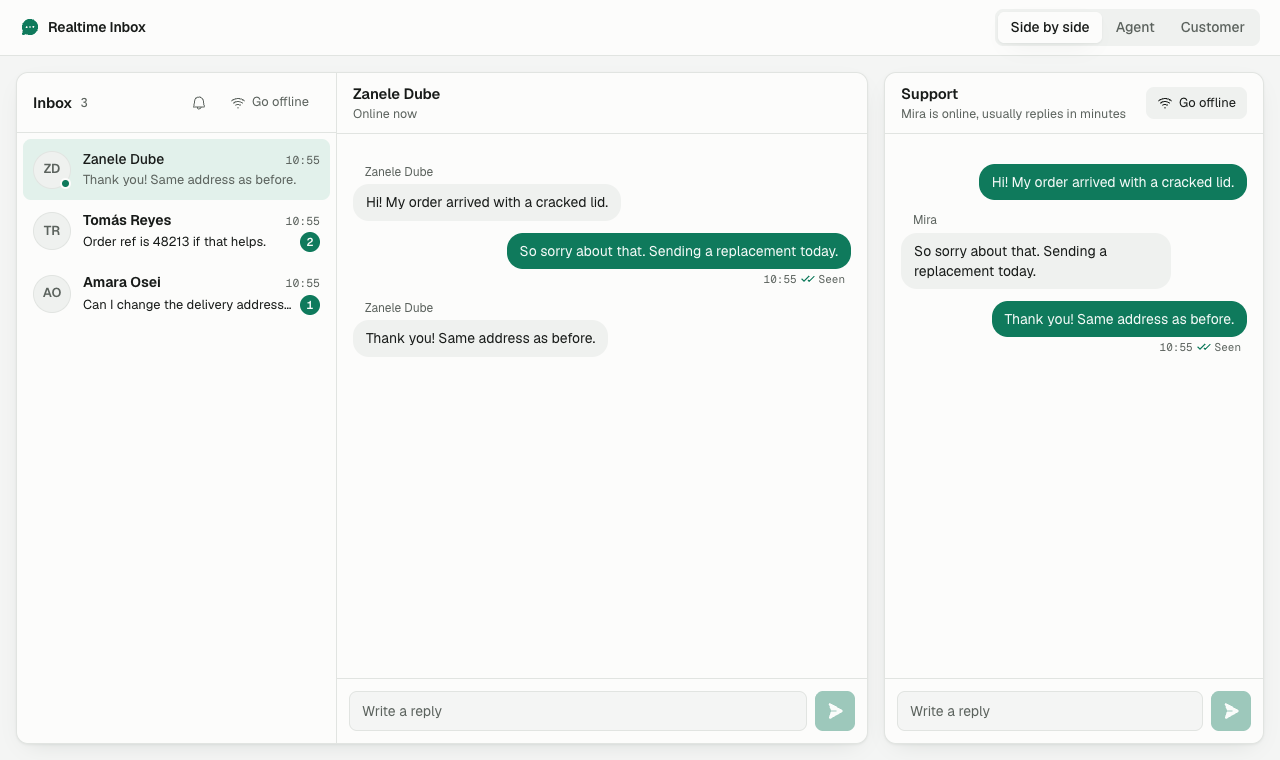 Realtime Inbox
Side by side
Agent
Customer
Inbox 3
Go offline
ZD
Zanele Dube
10:55
Thank you! Same address as before.
TR
Tomás Reyes
10:55
Order ref is 48213 if that helps.
2
AO
Amara Osei
10:55
Can I change the delivery address...
1
Zanele Dube
Online now
Zanele Dube
Hi! My order arrived with a cracked lid.
So sorry about that. Sending a replacement today.
10:55 Seen
Zanele Dube
Thank you! Same address as before.
Write a reply
Support
Mira is online, usually replies in minutes
Go offline
Hi! My order arrived with a cracked lid.
Mira
So sorry about that. Sending a
replacement today.
Thank you! Same address as before.
10:55 Seen
Write a reply